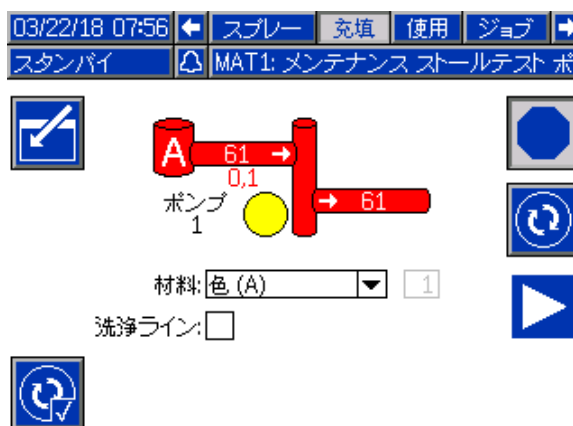 03/22/18 07:56 スプレー 充填 使用 ジョブ
スタンバイ MAT1: メンテナンス ストールテスト ポ
A 61
0,1
ポンプ
1
61
材料: 色 (A) 1
洗浄ライン: